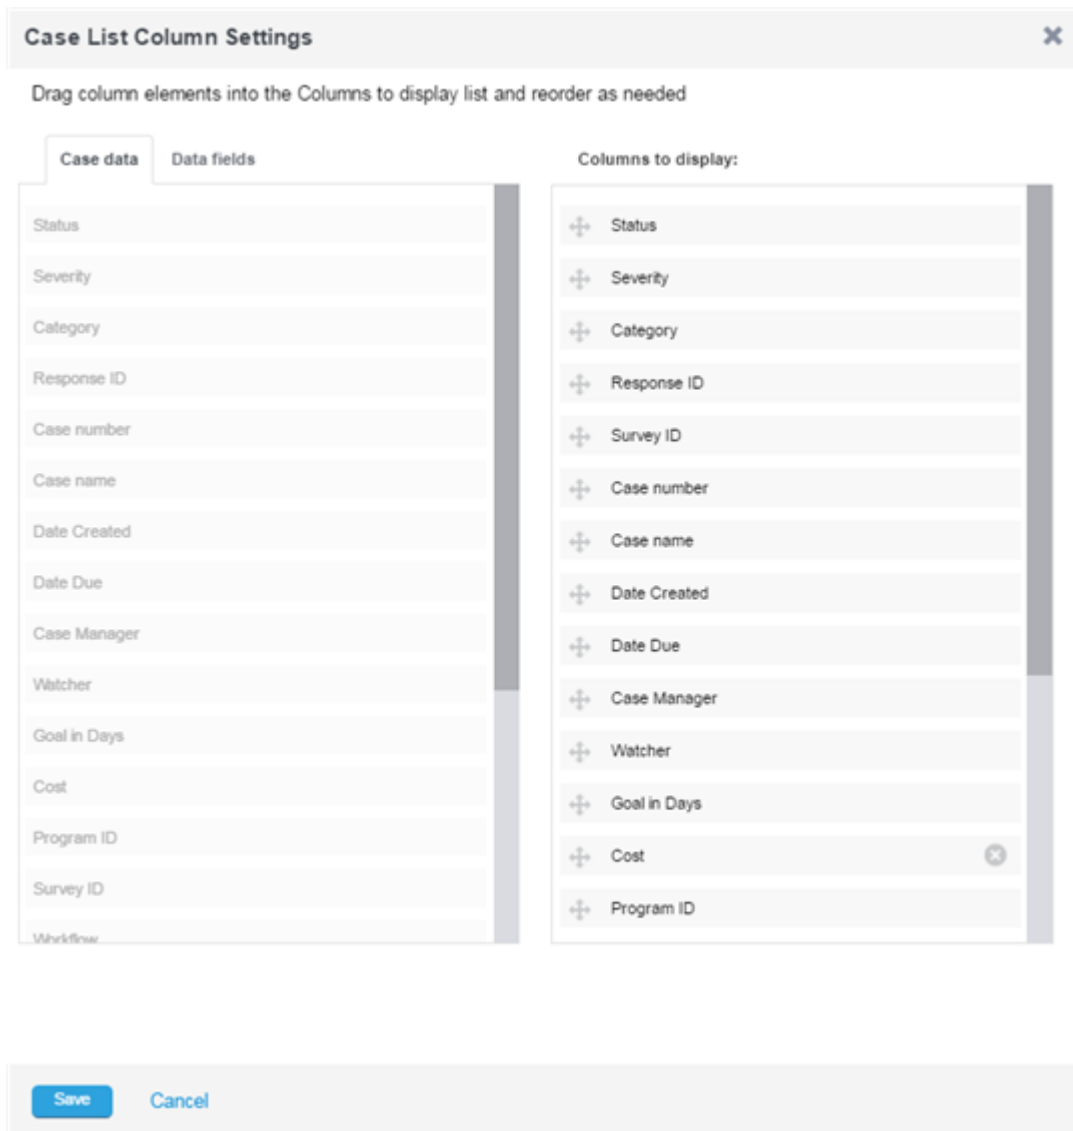 Case List Column Settings
Drag column elements into the Columns to display list and reorder as needed
Case data
Data fields
Status
Severity
Category
Response ID
Case number
Case name
Date Created
Date Due
Case Manager
Watcher
Goal in Days
Cost
Program ID
Survey ID
Workflow
Columns to display:
Status
Severity
Category
Response ID
Survey ID
Case number
Case name
Date Created
Date Due
Case Manager
Watcher
Goal in Days
Cost
Program ID
Save
Cancel